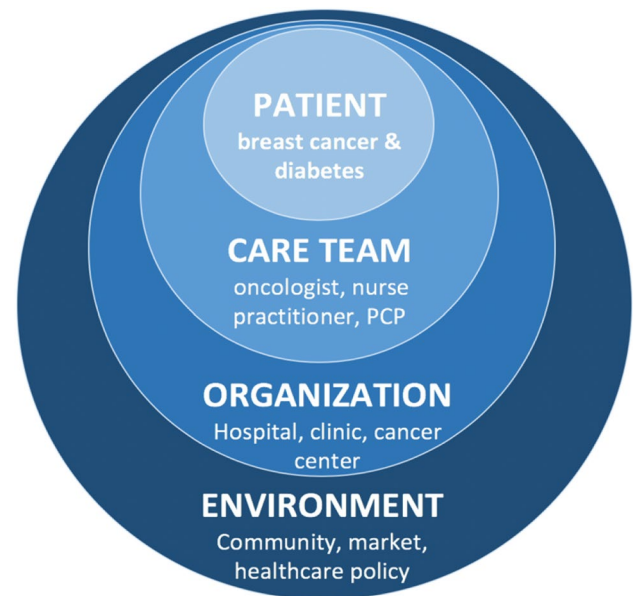 PATIENT
breast cancer &
diabetes
CARE TEAM
oncologist, nurse
practitioner, PCP
ORGANIZATION
Hospital, clinic, cancer
center
ENVIRONMENT
Community, market,
healthcare policy